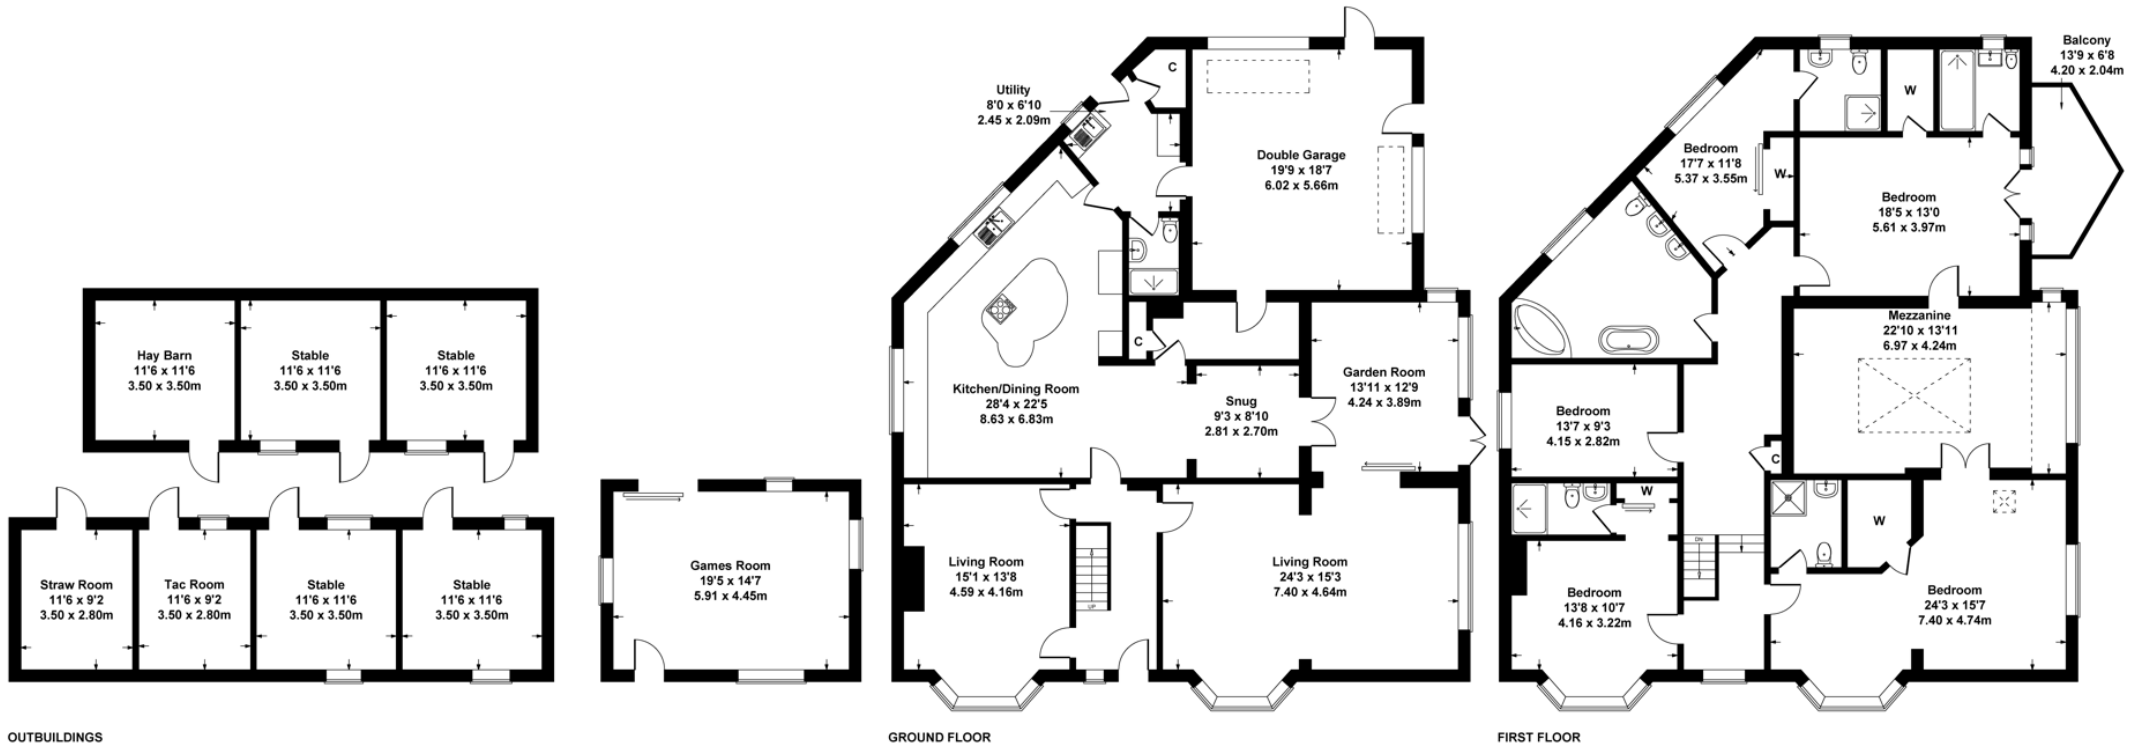 Hay Barn
11'6 x 11'6
3.50 x 3.50m
Stable
11'6 x 11'6
3.50 x 3.50m
Stable
11'6 x 11'6
3.50 x 3.50m
Straw Room
11'6 x 9'2
3.50 x 2.80m
Tac Room
11'6 x 9'2
3.50 x 2.80m
Stable
11'6 x 11'6
3.50 x 3.50m
Stable
11'6 x 11'6
3.50 x 3.50m
OUTBUILDINGS
Games Room
19'5 x 14'7
5.91 x 4.45m
Utility
8'0 x 6'10
2.45 x 2.09m
C
Double Garage
19'9 x 18'7
6.02 x 5.66m
C
Kitchen/Dining Room
28'4 x 22'5
8.63 x 6.83m
Snug
9'3 x 8'10
2.81 x 2.70m
Garden Room
13'11 x 12'9
4.24 x 3.89m
Living Room
15'1 x 13'8
4.59 x 4.16m
UP
Living Room
24'3 x 15'3
7.40 x 4.64m
GROUND FLOOR
Balcony
13'9 x 6'8
4.20 x 2.04m
W
Bedroom
17'7 x 11'8
5.37 x 3.55m
W
Bedroom
18'5 x 13'0
5.61 x 3.97m
Mezzanine
22'10 x 13'11
6.97 x 4.24m
Bedroom
13'7 x 9'3
4.15 x 2.82m
C
W
W
DN
Bedroom
13'8 x 10'7
4.16 x 3.22m
Bedroom
24'3 x 15'7
7.40 x 4.74m
FIRST FLOOR